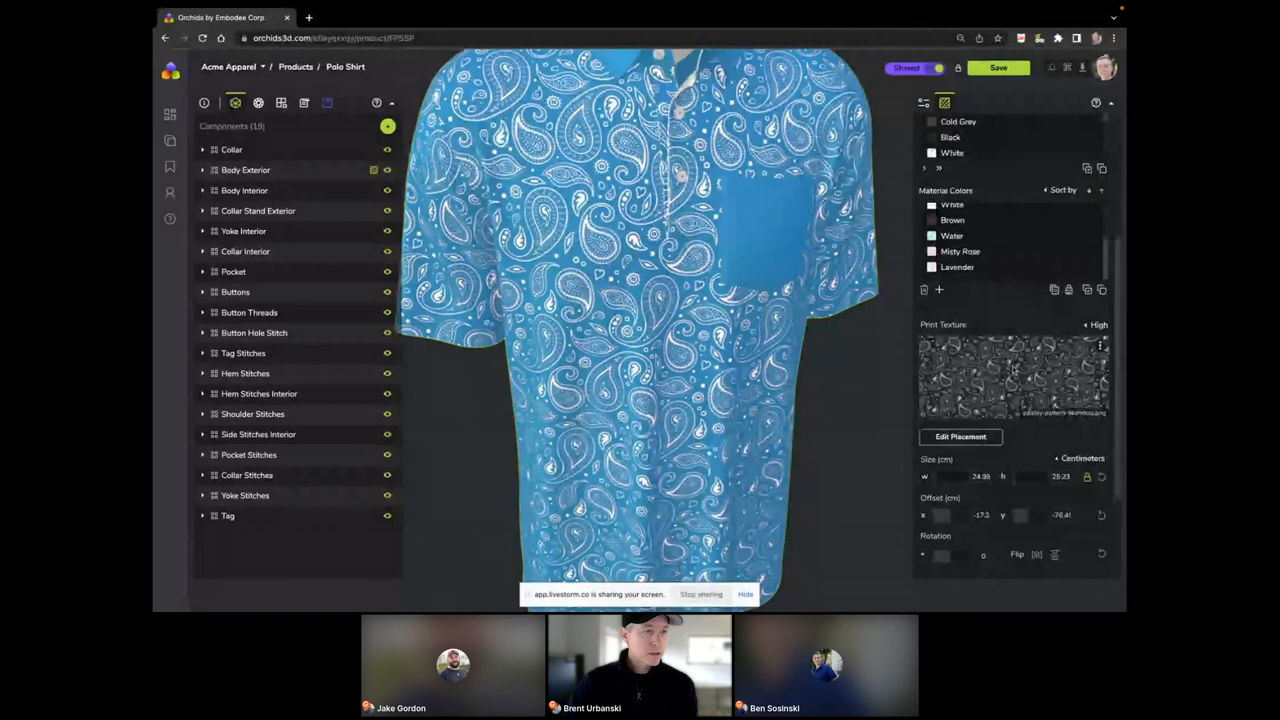 Orchids by Embodee Corp.
orchids3d.com/sfilayqxxqy/product/FPSSP
Acme Apparel / Products / Polo Shirt
Shared
Save
Components (19)
Collar
Body Exterior
Body Interior
Collar Stand Exterior
Yoke Interior
Collar Interior
Pocket
Buttons
Button Threads
Button Hole Stitch
Tag Stitches
Hem Stitches
Hem Stitches Interior
Shoulder Stitches
Side Stitches Interior
Pocket Stitches
Collar Stitches
Yoke Stitches
Tag
Cold Grey
Black
White
Material Colors
Sort by
White
Brown
Water
Misty Rose
Lavender
Print Texture
High
Edit Placement
Size (cm)
Centimeters
w 24.98 h 25.23
Offset (cm)
x -17.2 y
Rotation
° 0 Flip
app.livestorm.co is sharing your screen.
Stop sharing
Hide
Jake Gordon
Brent Urbanski
Ben Sosinski